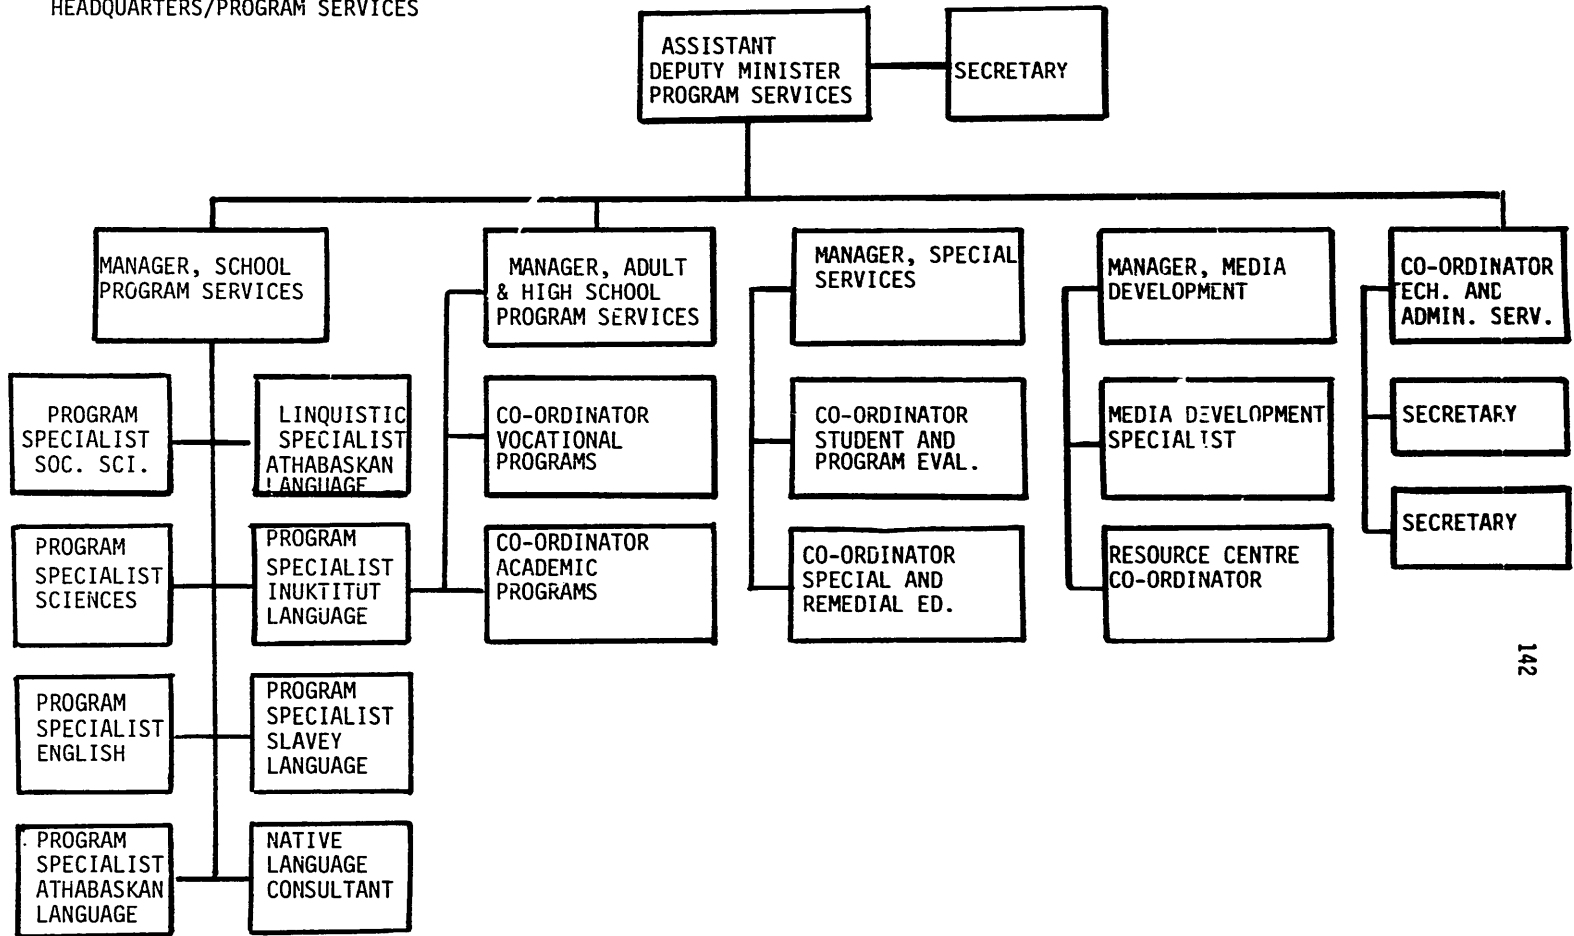 HEADQUARTERS/PROGRAM SERVICES
ASSISTANT
DEPUTY MINISTER
PROGRAM SERVICES
SECRETARY
MANAGER, SCHOOL
PROGRAM SERVICES
MANAGER, ADULT
& HIGH SCHOOL
PROGRAM SERVICES
MANAGER, SPECIAL
SERVICES
MANAGER, MEDIA
DEVELOPMENT
CO-ORDINATOR
ECH. AND
ADMIN. SERV.
PROGRAM
SPECIALIST
SOC. SCI.
LINQUISTIC
SPECIALIST
ATHABASKAN
LANGUAGE
CO-ORDINATOR
VOCATIONAL
PROGRAMS
CO-ORDINATOR
STUDENT AND
PROGRAM EVAL.
MEDIA DEVELOPMENT
SPECIALIST
SECRETARY
SECRETARY
PROGRAM
SPECIALIST
SCIENCES
PROGRAM
SPECIALIST
INUKTITUT
LANGUAGE
CO-ORDINATOR
ACADEMIC
PROGRAMS
CO-ORDINATOR
SPECIAL AND
REMEDIAL ED.
RESOURCE CENTRE
CO-ORDINATOR
PROGRAM
SPECIALIST
ENGLISH
PROGRAM
SPECIALIST
SLAVEY
LANGUAGE
PROGRAM
SPECIALIST
ATHABASKAN
LANGUAGE
NATIVE
LANGUAGE
CONSULTANT
142